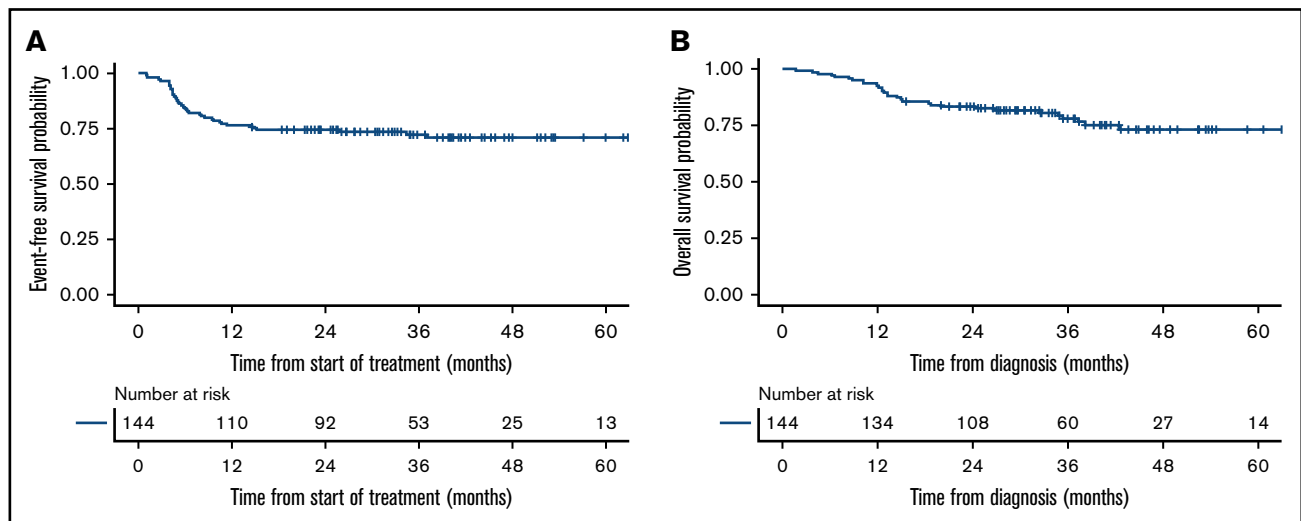 A
Event-free survival probability
1.00
0.75
0.50
0.25
0.00
0 12 24 36 48 60
Time from start of treatment (months)
Number at risk
144 110 92 53 25 13
0 12 24 36 48 60
Time from start of treatment (months)
B
Overall survival probability
1.00
0.75
0.50
0.25
0.00
0 12 24 36 48 60
Time from diagnosis (months)
Number at risk
144 134 108 60 27 14
0 12 24 36 48 60
Time from diagnosis (months)